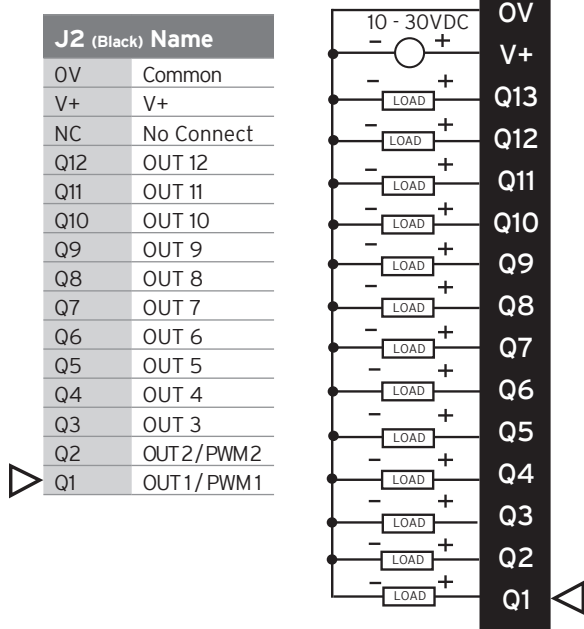 J2 (Black) Name
0V Common
V+ V+
NC No Connect
Q12 OUT 12
Q11 OUT 11
Q10 OUT 10
Q9 OUT 9
Q8 OUT 8
Q7 OUT 7
Q6 OUT 6
Q5 OUT 5
Q4 OUT 4
Q3 OUT 3
Q2 OUT2/PWM2
Q1 OUT1/PWM1
0V
10 - 30VDC
- + V+
- + LOAD Q13
- + LOAD Q12
- + LOAD Q11
- + LOAD Q10
- + LOAD Q9
- + LOAD Q8
- + LOAD Q7
- + LOAD Q6
- + LOAD Q5
- + LOAD Q4
- + LOAD Q3
- + LOAD Q2
- + LOAD Q1